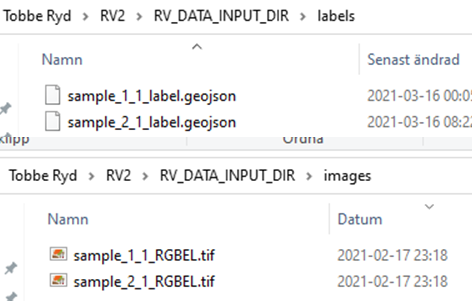 Tobbe Ryd > RV2 > RV_DATA_INPUT_DIR > labels
Namn Senast ändrad
sample_1_1_label.geojson 2021-03-16 00:05
sample_2_1_label.geojson 2021-03-16 08:22
klipp Ordna
Tobbe Ryd > RV2 > RV_DATA_INPUT_DIR > images
Namn Datum
sample_1_1_RGBEL.tif 2021-02-17 23:18
sample_2_1_RGBEL.tif 2021-02-17 23:18